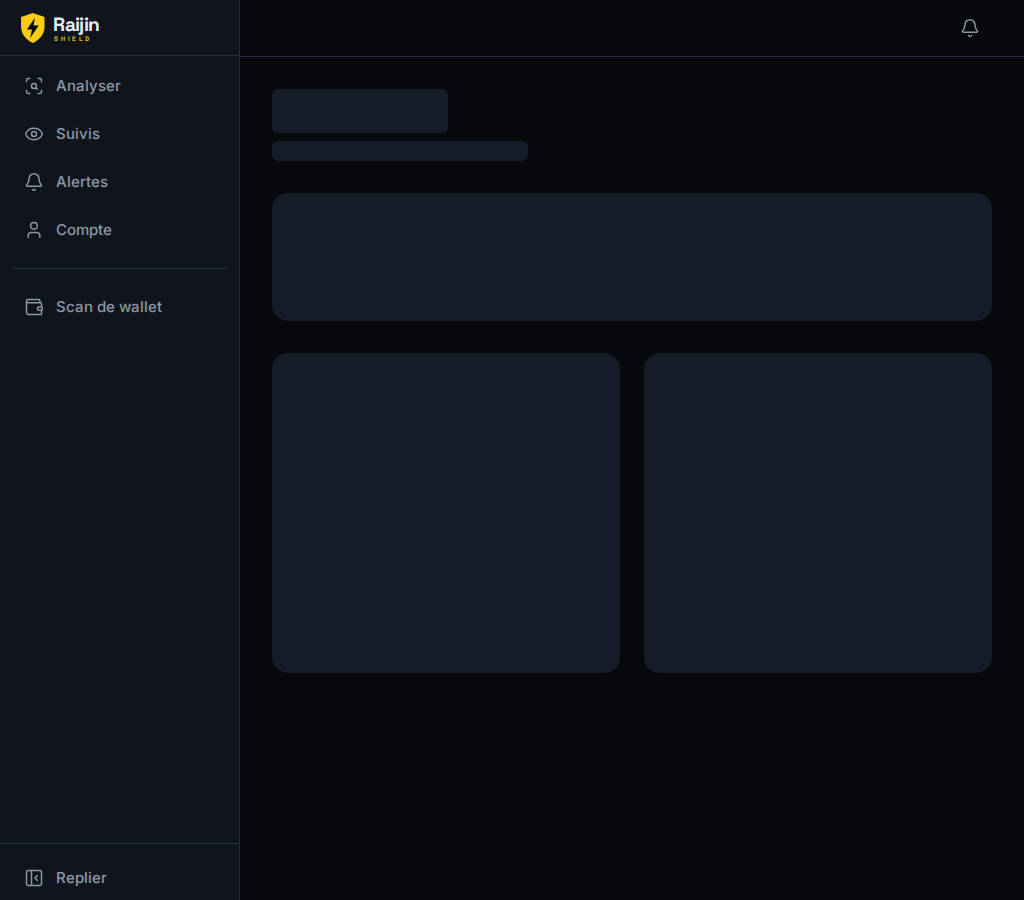 Raijin
SHIELD
Analyser
Suivis
Alertes
Compte
Scan de wallet
Replier